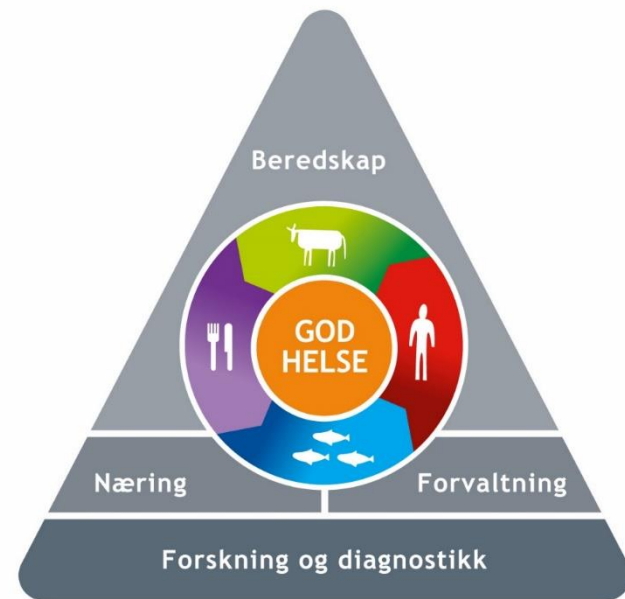 Beredskap
GOD
HELSE
Næring
Forvaltning
Forskning og diagnostikk